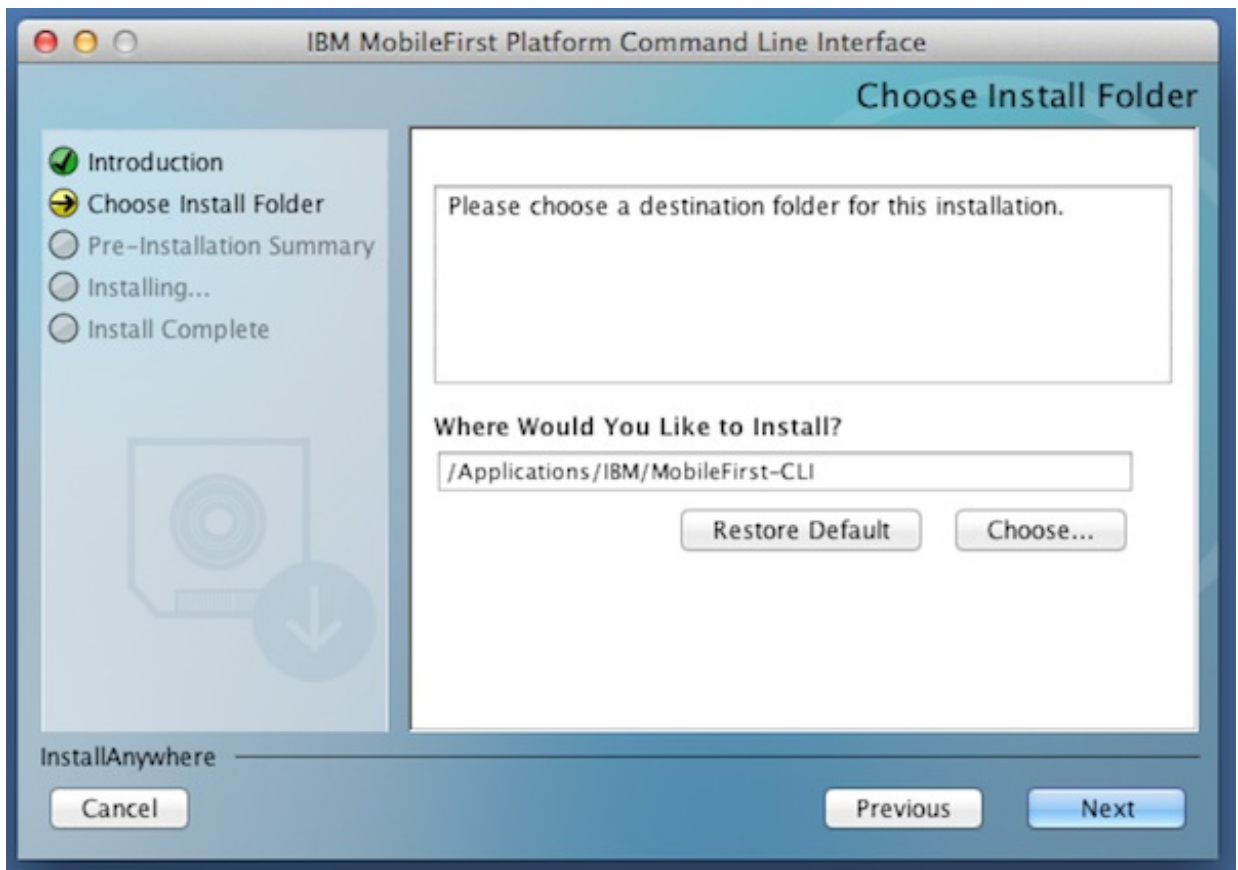 IBM MobileFirst Platform Command Line Interface
Choose Install Folder
Introduction
Choose Install Folder
Pre-Installation Summary
Installing...
Install Complete
Please choose a destination folder for this installation.
Where Would You Like to Install?
/Applications/IBM/MobileFirst-CLI
Restore Default
Choose...
InstallAnywhere
Cancel
Previous
Next